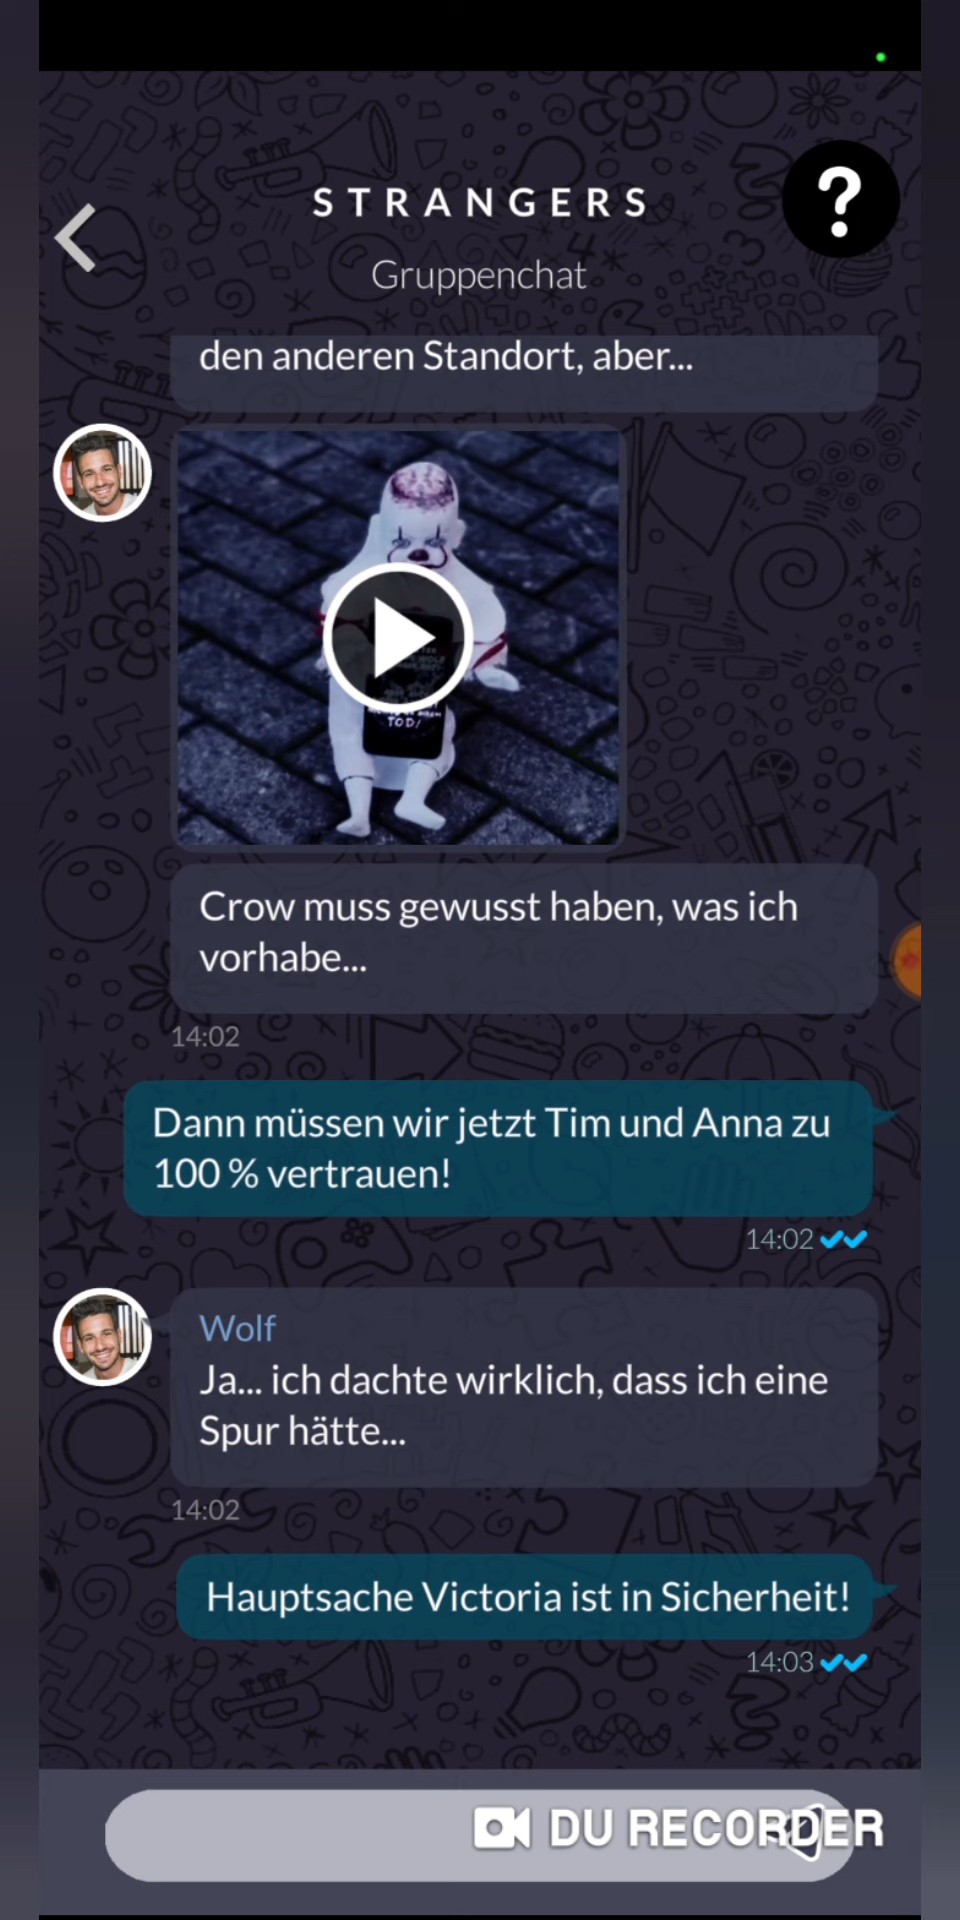 STRANGERS
?
Gruppenchat
den anderen Standort, aber...
TOD!
Crow muss gewusst haben, was ich
vorhabe...
14:02
Dann müssen wir jetzt Tim und Anna zu
100 % vertrauen!
14:02
Wolf
Ja... ich dachte wirklich, dass ich eine
Spur hätte...
14:02
Hauptsache Victoria ist in Sicherheit!
14:03
DU RECORDER